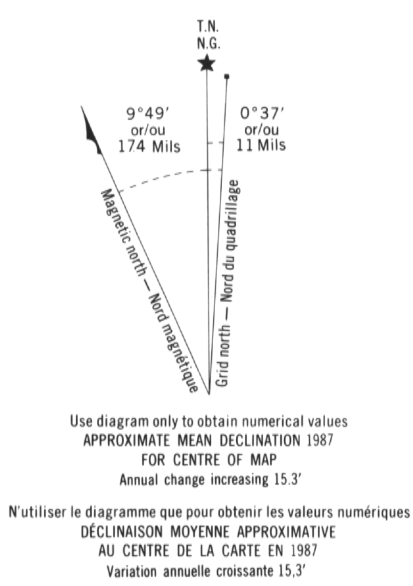 T.N.
N.G.
9°49'
or/ou
174 Mils
0°37'
or/ou
11 Mils
Magnetic north — Nord magnétique
Grid north — Nord du quadrillage
Use diagram only to obtain numerical values
APPROXIMATE MEAN DECLINATION 1987
FOR CENTRE OF MAP
Annual change increasing 15.3'
N'utiliser le diagramme que pour obtenir les valeurs numériques
DÉCLINAISON MOYENNE APPROXIMATIVE
AU CENTRE DE LA CARTE EN 1987
Variation annuelle croissante 15,3'